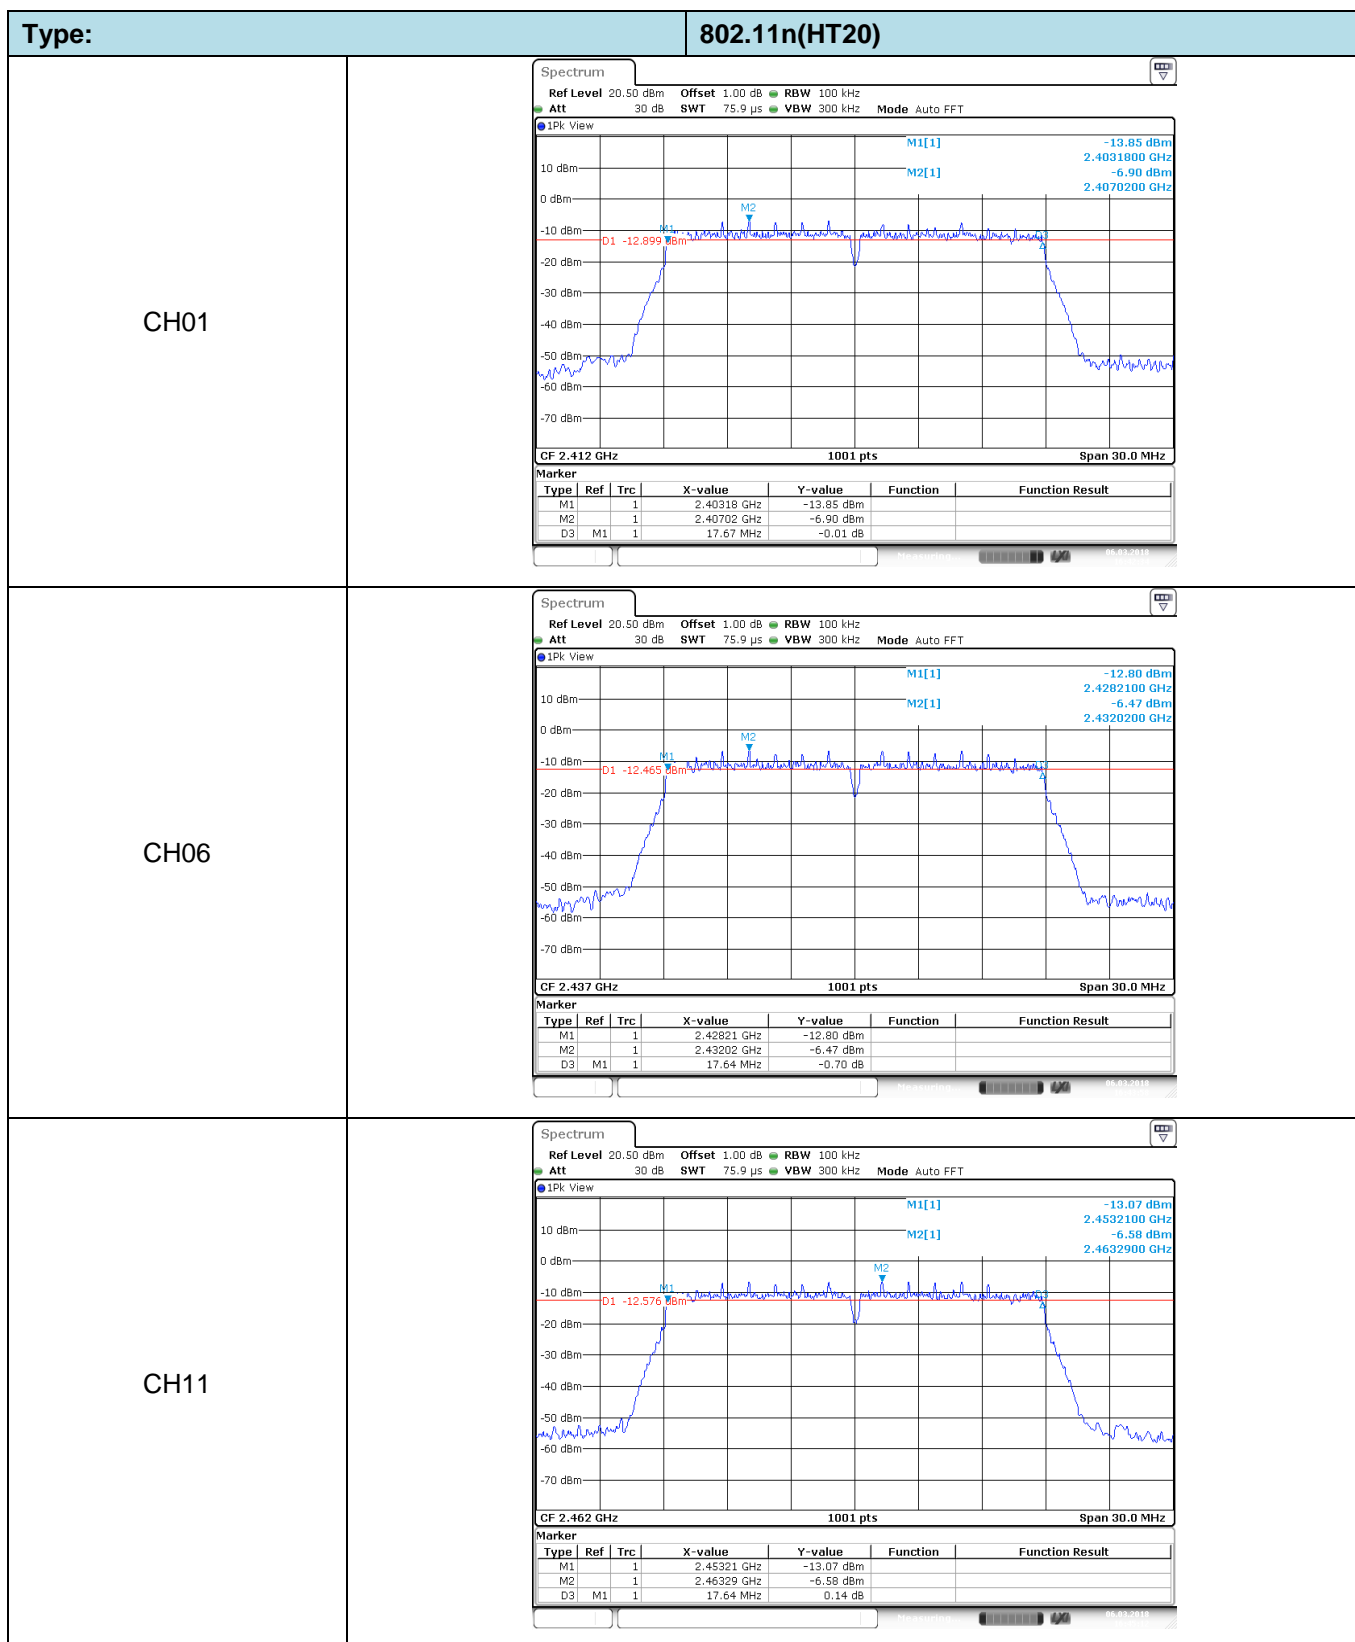 Type: 802.11n(HT20)
CH01
Spectrum
Ref Level 20.50 dBm Offset 1.00 dB RBW 100 kHz
Att 30 dB SWT 75.9 µs VBW 300 kHz Mode Auto FFT
1Pk View
M1[1] -13.85 dBm
2.4031800 GHz
10 dBm
M2[1] -6.90 dBm
2.4070200 GHz
0 dBm
M2
-10 dBm
M1
D1 -12.899 dBm
D3
-20 dBm
-30 dBm
-40 dBm
-50 dBm
-60 dBm
-70 dBm
CF 2.412 GHz 1001 pts Span 30.0 MHz
Marker
Type Ref Trc X-value Y-value Function Function Result
M1 1 2.40318 GHz -13.85 dBm
M2 1 2.40702 GHz -6.90 dBm
D3 M1 1 17.67 MHz -0.01 dB
Measuring... 06.03.2018
CH06
Spectrum
Ref Level 20.50 dBm Offset 1.00 dB RBW 100 kHz
Att 30 dB SWT 75.9 µs VBW 300 kHz Mode Auto FFT
1Pk View
M1[1] -12.80 dBm
2.4282100 GHz
10 dBm
M2[1] -6.47 dBm
2.4320200 GHz
0 dBm
M2
-10 dBm
M1
D1 -12.465 dBm
-20 dBm
-30 dBm
-40 dBm
-50 dBm
-60 dBm
-70 dBm
CF 2.437 GHz 1001 pts Span 30.0 MHz
Marker
Type Ref Trc X-value Y-value Function Function Result
M1 1 2.42821 GHz -12.80 dBm
M2 1 2.43202 GHz -6.47 dBm
D3 M1 1 17.64 MHz -0.70 dB
Measuring... 06.03.2018
CH11
Spectrum
Ref Level 20.50 dBm Offset 1.00 dB RBW 100 kHz
Att 30 dB SWT 75.9 µs VBW 300 kHz Mode Auto FFT
1Pk View
M1[1] -13.07 dBm
2.4532100 GHz
10 dBm
M2[1] -6.58 dBm
2.4632900 GHz
0 dBm
M2
-10 dBm
M1
D1 -12.576 dBm
D3
-20 dBm
-30 dBm
-40 dBm
-50 dBm
-60 dBm
-70 dBm
CF 2.462 GHz 1001 pts Span 30.0 MHz
Marker
Type Ref Trc X-value Y-value Function Function Result
M1 1 2.45321 GHz -13.07 dBm
M2 1 2.46329 GHz -6.58 dBm
D3 M1 1 17.64 MHz 0.14 dB
Measuring... 06.03.2018